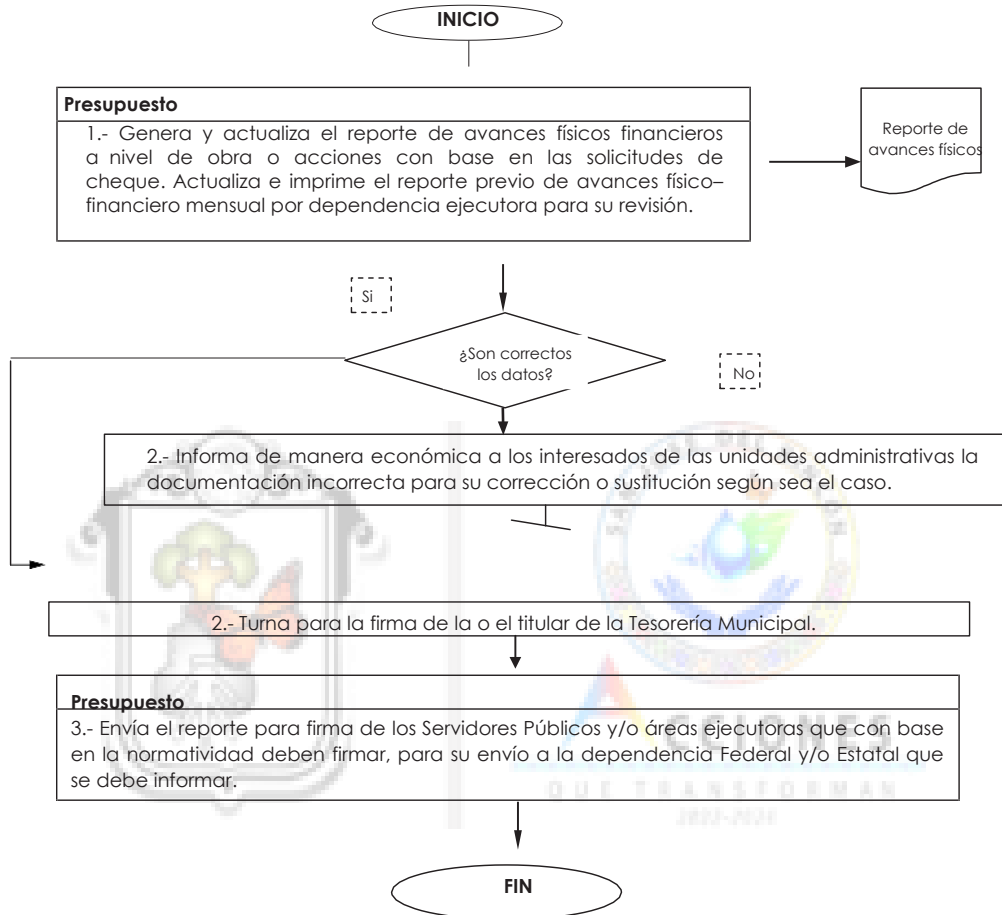 INICIO
Presupuesto
1.- Genera y actualiza el reporte de avances físicos financieros
a nivel de obra o acciones con base en las solicitudes de
cheque. Actualiza e imprime el reporte previo de avances físico–
financiero mensual por dependencia ejecutora para su revisión.
Reporte de
avances físicos
Si
¿Son correctos
los datos?
No
2.- Informa de manera económica a los interesados de las unidades administrativas la
documentación incorrecta para su corrección o sustitución según sea el caso.
2.- Turna para la firma de la o el titular de la Tesorería Municipal.
Presupuesto
3.- Envía el reporte para firma de los Servidores Públicos y/o áreas ejecutoras que con base
en la normatividad deben firmar, para su envío a la dependencia Federal y/o Estatal que
se debe informar.
ACCIONES
QUE TRANSFORMAN
FIN